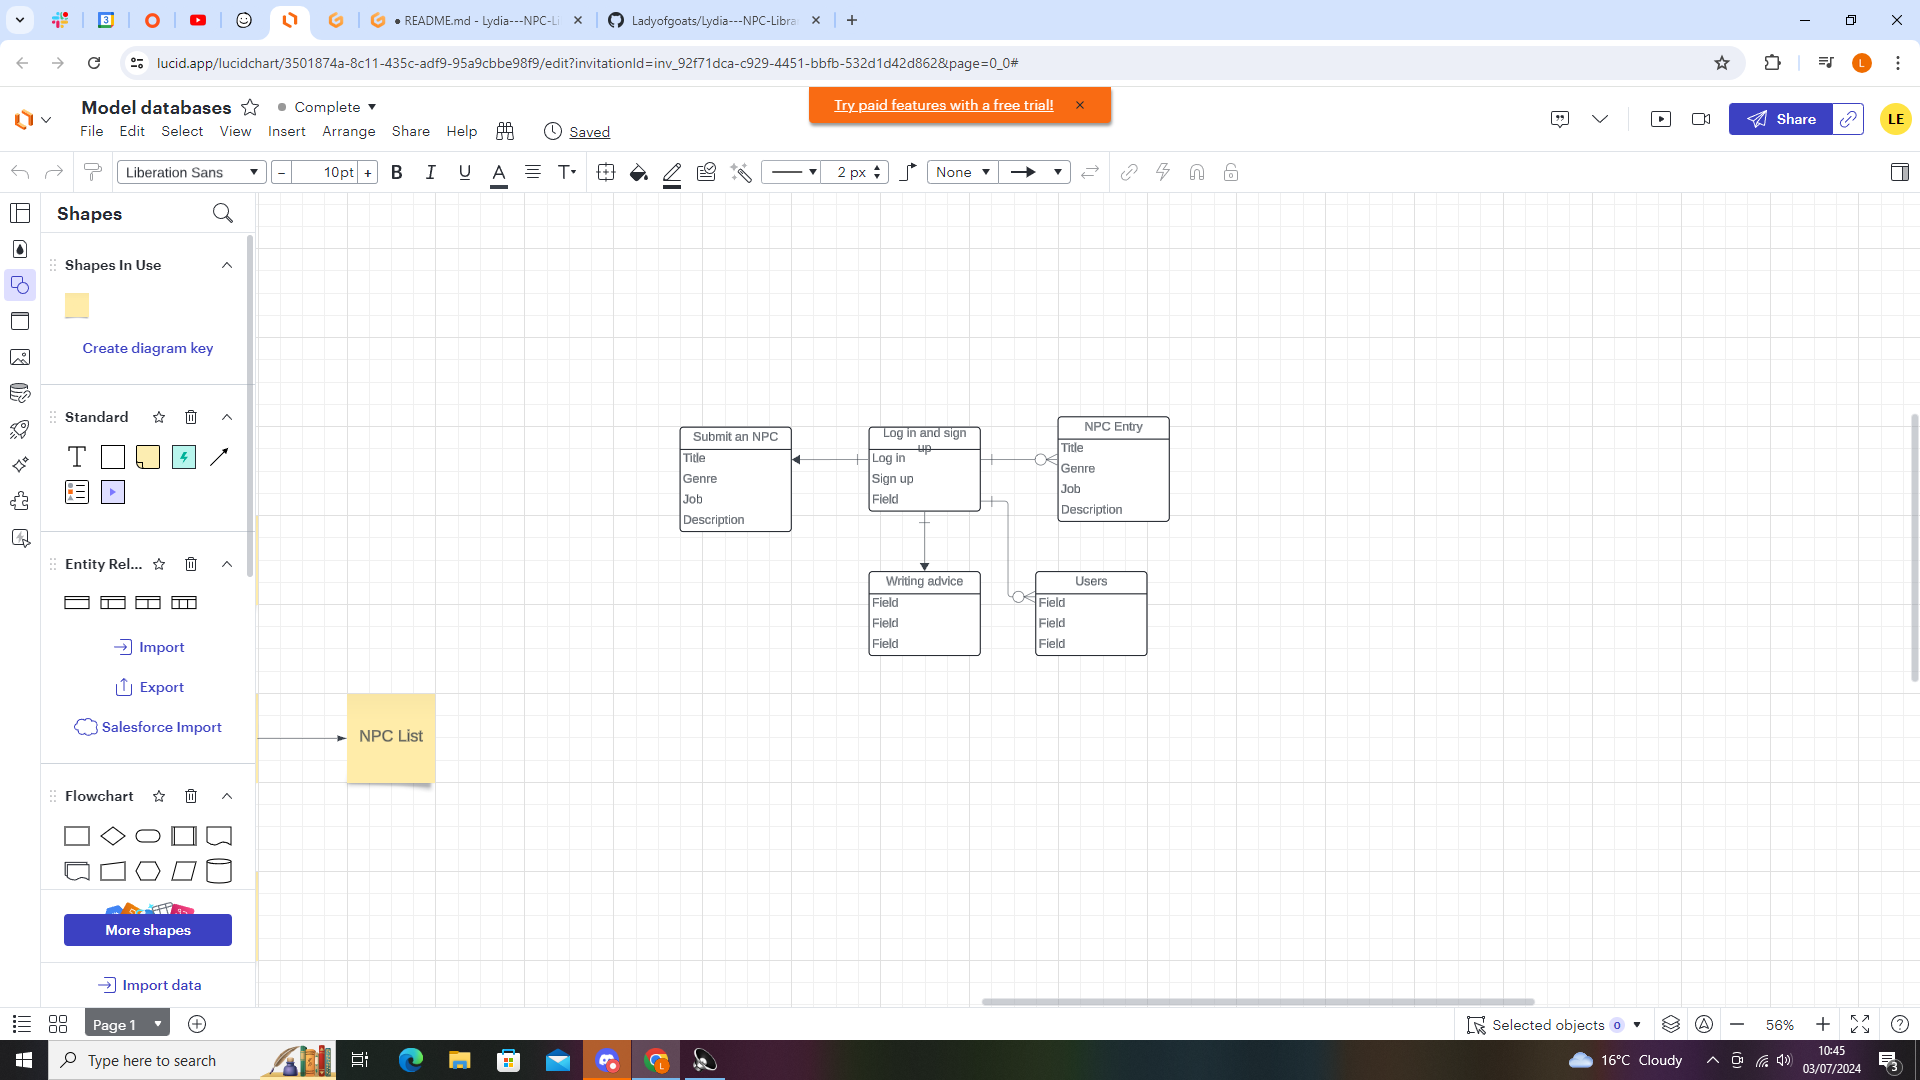 README.md - Lydia---NPC-Li
Ladyofgoats/Lydia---NPC-Libra
lucid.app/lucidchart/3501874a-8c11-435c-adf9-95a9cbbe98f9/edit?invitationId=inv_92f71dca-c929-4451-bbfb-532d1d42d862&page=0_0#
L
Model databases
Complete
Try paid features with a free trial!
File Edit Select View Insert Arrange Share Help
Saved
Share
LE
Liberation Sans
- 10pt +
B I U A T
2 px
None
Shapes
Shapes In Use
Create diagram key
Standard
T
Entity Rel...
Import
Export
Salesforce Import
Flowchart
More shapes
Import data
Submit an NPC
Title
Genre
Job
Description
Log in and sign
up
Log in
Sign up
Field
NPC Entry
Title
Genre
Job
Description
Writing advice
Field
Field
Field
Users
Field
Field
Field
NPC List
Page 1
Selected objects 0
56%
Type here to search
16°C Cloudy
10:45
03/07/2024
3